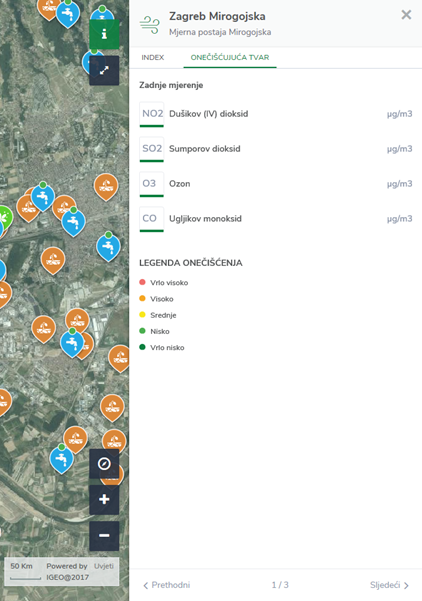 Zagreb Mirogojska
Mjerna postaja Mirogojska
INDEX
ONEČIŠĆUJUĆA TVAR
Zadnje mjerenje
NO2 Dušikov (IV) dioksid µg/m3
SO2 Sumporov dioksid µg/m3
O3 Ozon µg/m3
CO Ugljikov monoksid µg/m3
LEGENDA ONEČIŠĆENJA
Vrlo visoko
Visoko
Srednje
Nisko
Vrlo nisko
50 Km
Powered by Uvjeti
IGEO@2017
Prethodni
1 / 3
Sljedeći